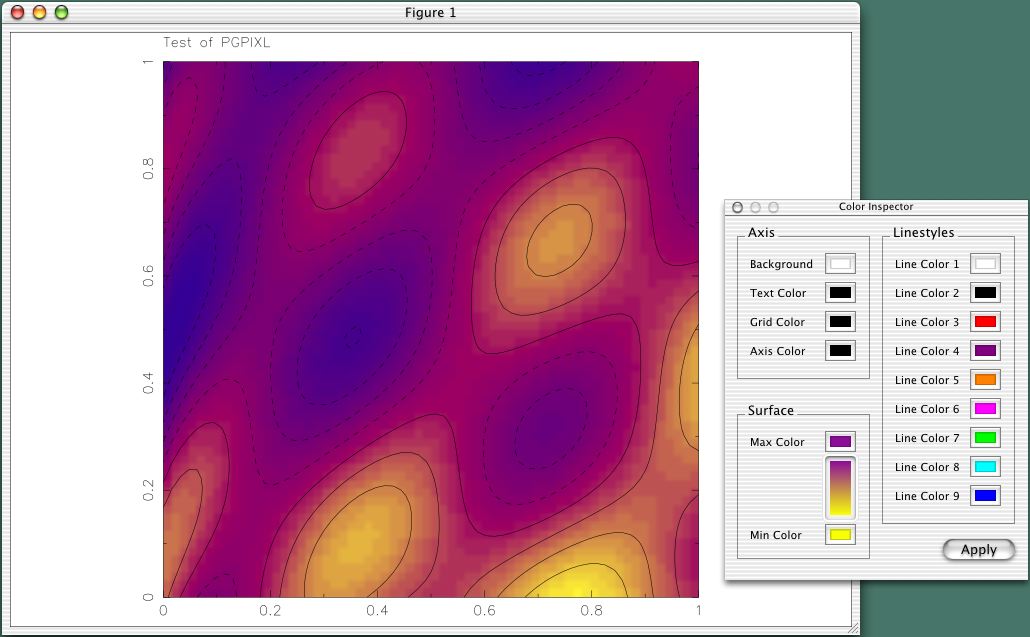 Figure 1
Test of PGPIXL
1
0.8
0.6
0.4
0.2
0
0 0.2 0.4 0.6 0.8 1
Color Inspector
Axis
Background
Text Color
Grid Color
Axis Color
Surface
Max Color
Min Color
Linestyles
Line Color 1
Line Color 2
Line Color 3
Line Color 4
Line Color 5
Line Color 6
Line Color 7
Line Color 8
Line Color 9
Apply